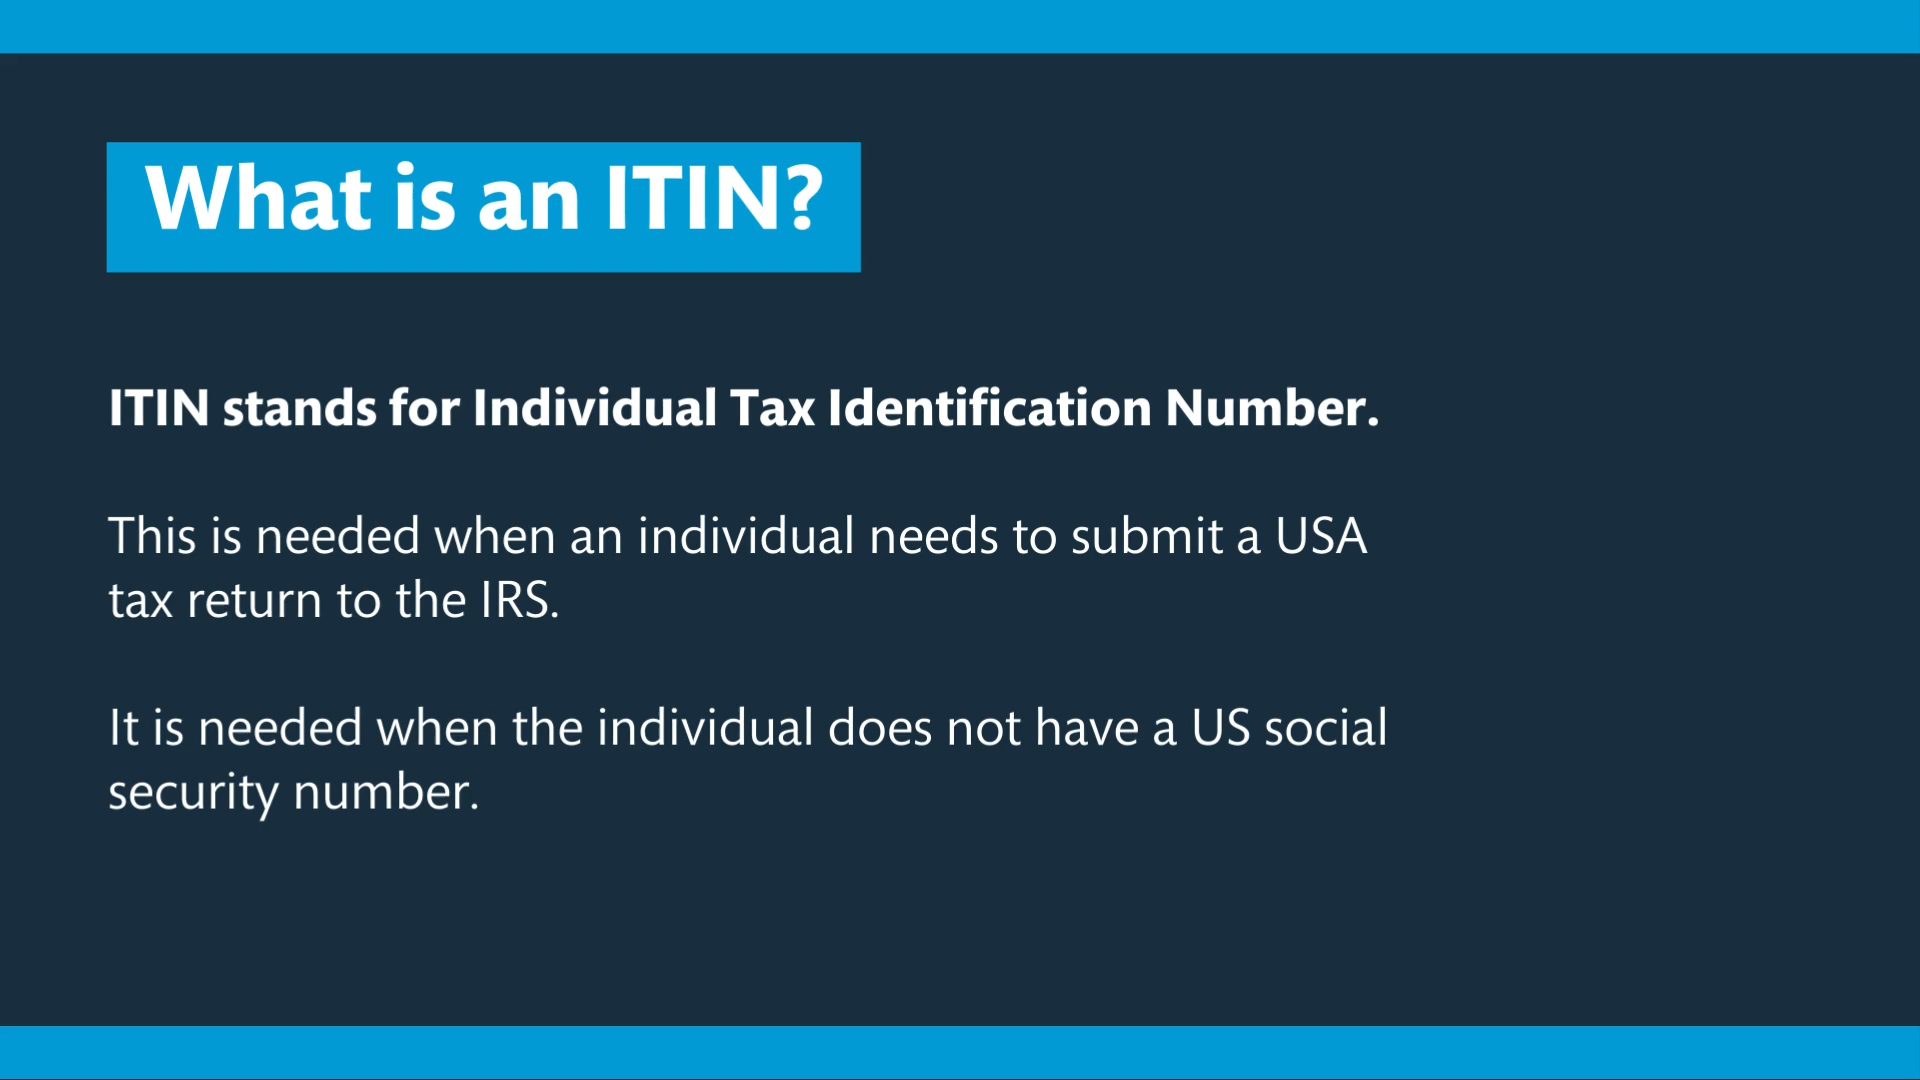 What is an ITIN?
ITIN stands for Individual Tax Identification Number.
This is needed when an individual needs to submit a USA
tax return to the IRS.
It is needed when the individual does not have a US social
security number.